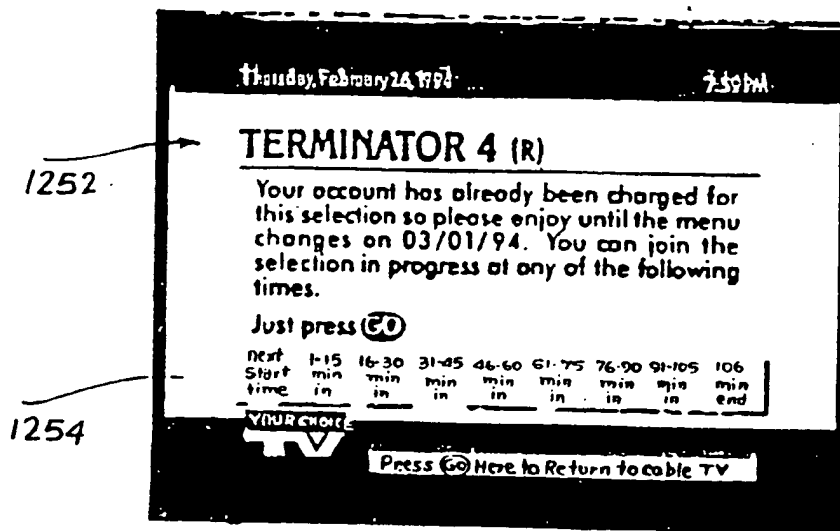 Thursday, February 26, 1994 7:39PM
TERMINATOR 4 (R)
1252
Your account has already been charged for
this selection so please enjoy until the menu
changes on 03/01/94. You can join the
selection in progress at any of the following
times.
Just press GO
next 1-15 16-30 31-45 46-60 61-75 76-90 91-105 106
start min min min min min min min min
time in in in in in in in end
1254
YOUR CHOICE
TV
Press GO Here to Return to cable TV